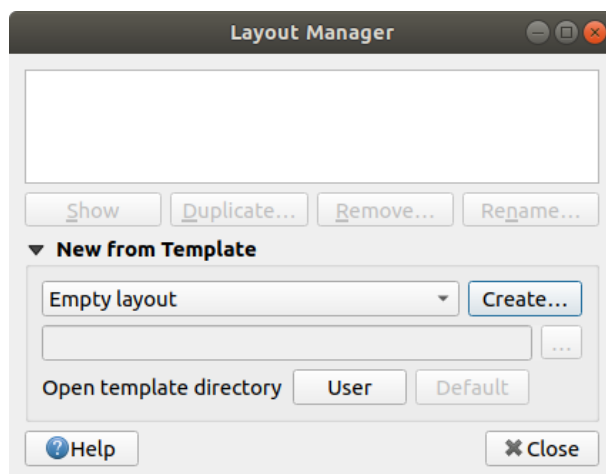 Layout Manager
Show Duplicate... Remove... Rename...
New from Template
Empty layout Create...
...
Open template directory User Default
Help Close